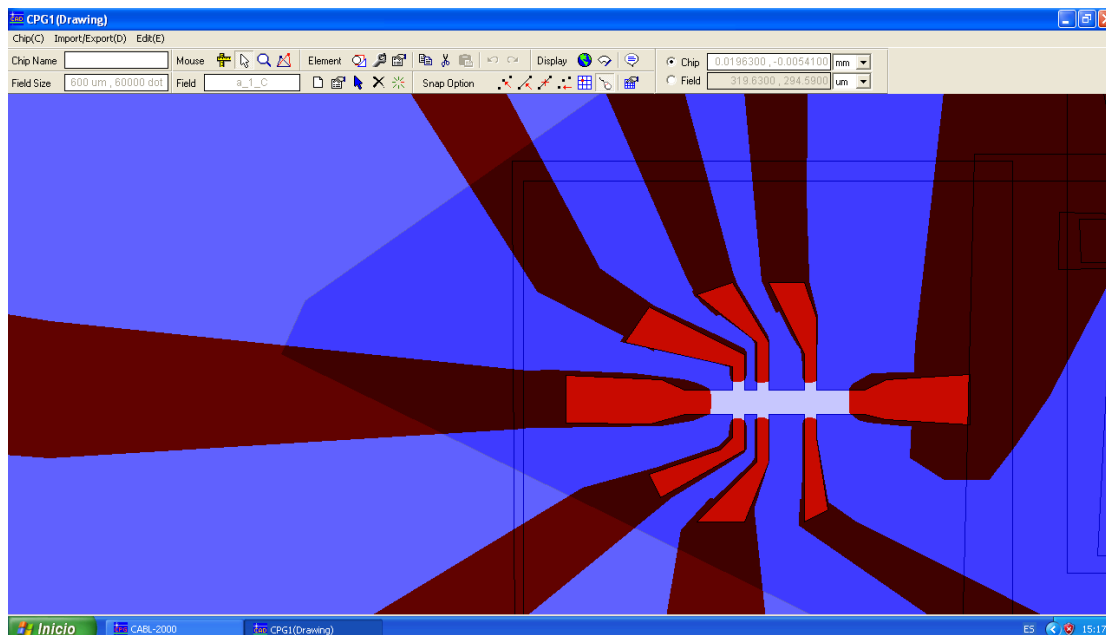 CPG1(Drawing)
Chip(C) Import/Export(D) Edit(E)
Chip Name Mouse Element Display Chip 0.0196300 , -0.0054100 mm
Field Size 600 um , 60000 dot Field a_1_C Snap Option Field 319.6300 , 294.5900 um
Inicio CABL-2000 CPG1(Drawing) ES 15:17